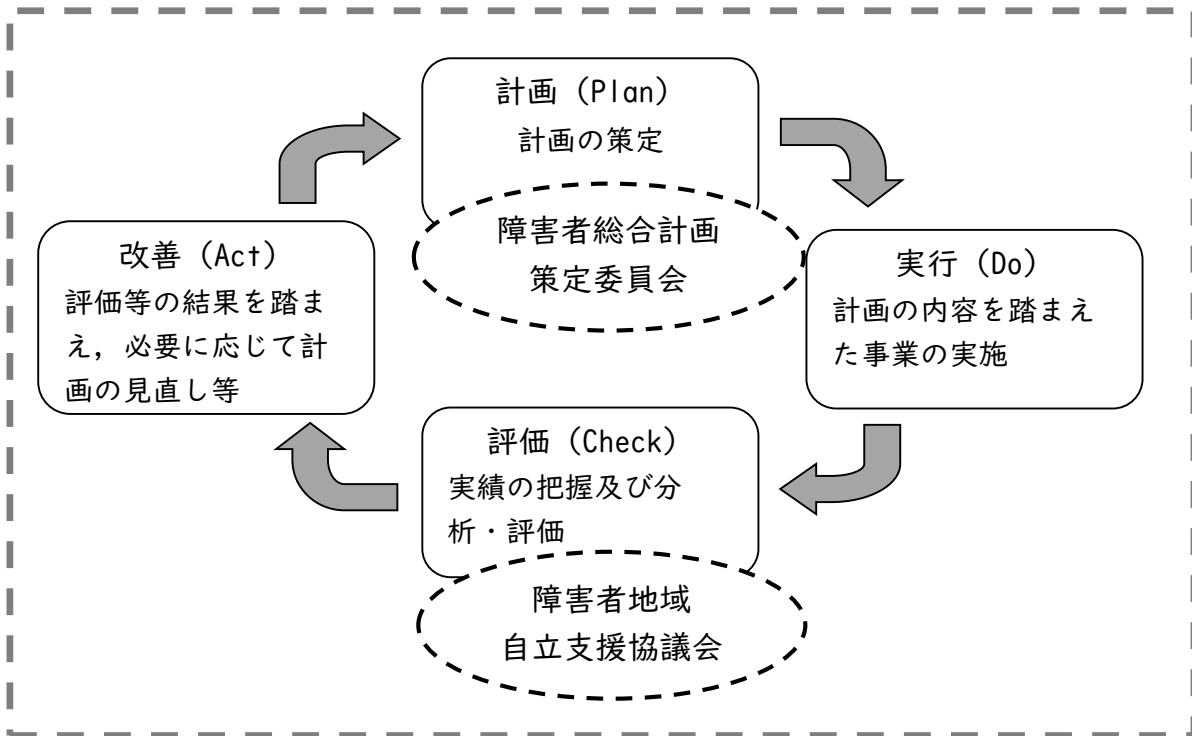 計画（Plan）
計画の策定
障害者総合計画
策定委員会
実行（Do）
計画の内容を踏まえ
た事業の実施
評価（Check）
実績の把握及び分
析・評価
障害者地域
自立支援協議会
改善（Act）
評価等の結果を踏ま
え，必要に応じて計
画の見直し等